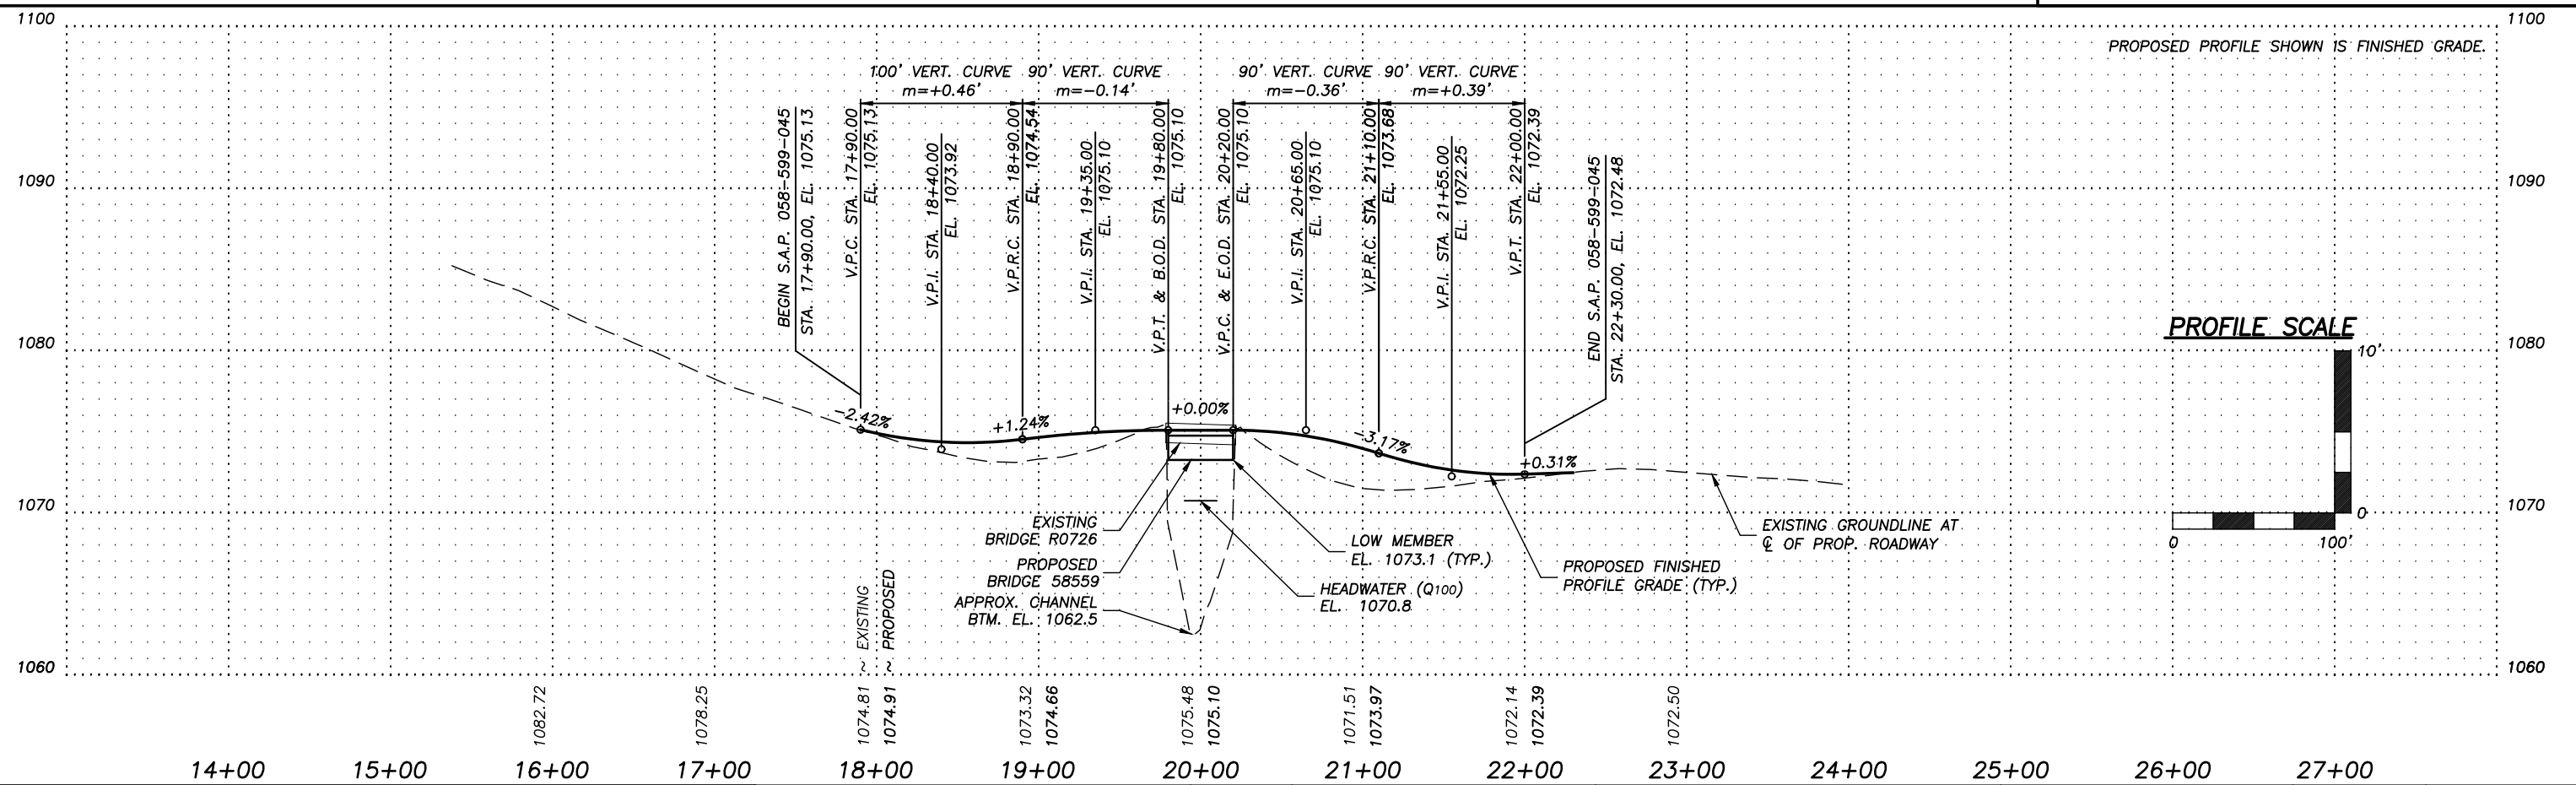 1100
1100
PROPOSED PROFILE SHOWN IS FINISHED GRADE.
100' VERT. CURVE
m=+0.46'
90' VERT. CURVE
m=-0.14'
90' VERT. CURVE
m=-0.36'
90' VERT. CURVE
m=+0.39'
BEGIN S.A.P. 058-599-045
STA. 17+90.00, EL. 1075.13
V.P.C. STA. 17+90.00
EL. 1075.13
V.P.I. STA. 18+40.00
EL. 1073.92
V.P.R.C. STA. 18+90.00
EL. 1074.54
V.P.I. STA. 19+35.00
EL. 1075.10
V.P.T. & B.O.D. STA. 19+80.00
EL. 1075.10
V.P.C. & E.O.D. STA. 20+20.00
EL. 1075.10
V.P.I. STA. 20+65.00
EL. 1075.10
V.P.R.C. STA. 21+10.00
EL. 1073.68
V.P.I. STA. 21+55.00
EL. 1072.25
V.P.T. STA. 22+00.00
EL. 1072.39
END S.A.P. 058-599-045
STA. 22+30.00, EL. 1072.48
1090
1090
1080
1080
PROFILE SCALE
10'
0
0
100'
-2.42%
+1.24%
+0.00%
-3.17%
+0.31%
1070
1070
EXISTING
BRIDGE R0726
PROPOSED
BRIDGE 58559
APPROX. CHANNEL
BTM. EL. 1062.5
LOW MEMBER
EL. 1073.1 (TYP.)
HEADWATER (Q100)
EL. 1070.8
PROPOSED FINISHED
PROFILE GRADE (TYP.)
EXISTING GROUNDLINE AT
℄ OF PROP. ROADWAY
1060
1060
1082.72
1078.25
1074.81 ~ EXISTING
1074.91 ~ PROPOSED
1073.32
1074.66
1075.48
1075.10
1071.51
1073.97
1072.14
1072.39
1072.50
14+00 15+00 16+00 17+00 18+00 19+00 20+00 21+00 22+00 23+00 24+00 25+00 26+00 27+00